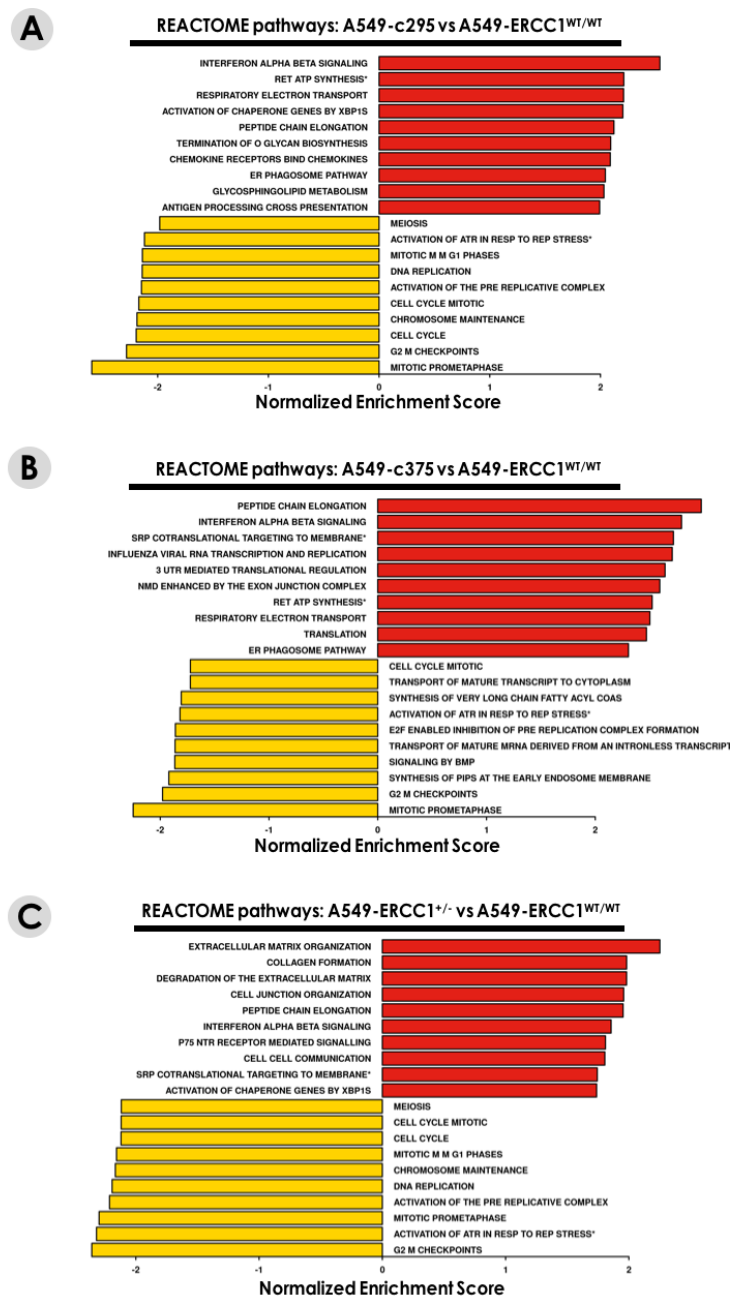 A
REACTOME pathways: A549-c295 vs A549-ERCC1WT/WT
INTERFERON ALPHA BETA SIGNALING
RET ATP SYNTHESIS*
RESPIRATORY ELECTRON TRANSPORT
ACTIVATION OF CHAPERONE GENES BY XBP1S
PEPTIDE CHAIN ELONGATION
TERMINATION OF O GLYCAN BIOSYNTHESIS
CHEMOKINE RECEPTORS BIND CHEMOKINES
ER PHAGOSOME PATHWAY
GLYCOSPHINGOLIPID METABOLISM
ANTIGEN PROCESSING CROSS PRESENTATION
MEIOSIS
ACTIVATION OF ATR IN RESP TO REP STRESS*
MITOTIC M M G1 PHASES
DNA REPLICATION
ACTIVATION OF THE PRE REPLICATIVE COMPLEX
CELL CYCLE MITOTIC
CHROMOSOME MAINTENANCE
CELL CYCLE
G2 M CHECKPOINTS
MITOTIC PROMETAPHASE
-2 -1 0 1 2
Normalized Enrichment Score
B
REACTOME pathways: A549-c375 vs A549-ERCC1WT/WT
PEPTIDE CHAIN ELONGATION
INTERFERON ALPHA BETA SIGNALING
SRP COTRANSLATIONAL TARGETING TO MEMBRANE*
INFLUENZA VIRAL RNA TRANSCRIPTION AND REPLICATION
3 UTR MEDIATED TRANSLATIONAL REGULATION
NMD ENHANCED BY THE EXON JUNCTION COMPLEX
RET ATP SYNTHESIS*
RESPIRATORY ELECTRON TRANSPORT
TRANSLATION
ER PHAGOSOME PATHWAY
CELL CYCLE MITOTIC
TRANSPORT OF MATURE TRANSCRIPT TO CYTOPLASM
SYNTHESIS OF VERY LONG CHAIN FATTY ACYL COAS
ACTIVATION OF ATR IN RESP TO REP STRESS*
E2F ENABLED INHIBITION OF PRE REPLICATION COMPLEX FORMATION
TRANSPORT OF MATURE MRNA DERIVED FROM AN INTRONLESS TRANSCRIPT
SIGNALING BY BMP
SYNTHESIS OF PIPS AT THE EARLY ENDOSOME MEMBRANE
G2 M CHECKPOINTS
MITOTIC PROMETAPHASE
-2 -1 0 1 2
Normalized Enrichment Score
C
REACTOME pathways: A549-ERCC1+/- vs A549-ERCC1WT/WT
EXTRACELLULAR MATRIX ORGANIZATION
COLLAGEN FORMATION
DEGRADATION OF THE EXTRACELLULAR MATRIX
CELL JUNCTION ORGANIZATION
PEPTIDE CHAIN ELONGATION
INTERFERON ALPHA BETA SIGNALING
P75 NTR RECEPTOR MEDIATED SIGNALLING
CELL CELL COMMUNICATION
SRP COTRANSLATIONAL TARGETING TO MEMBRANE*
ACTIVATION OF CHAPERONE GENES BY XBP1S
MEIOSIS
CELL CYCLE MITOTIC
CELL CYCLE
MITOTIC M M G1 PHASES
CHROMOSOME MAINTENANCE
DNA REPLICATION
ACTIVATION OF THE PRE REPLICATIVE COMPLEX
MITOTIC PROMETAPHASE
ACTIVATION OF ATR IN RESP TO REP STRESS*
G2 M CHECKPOINTS
-2 -1 0 1 2
Normalized Enrichment Score